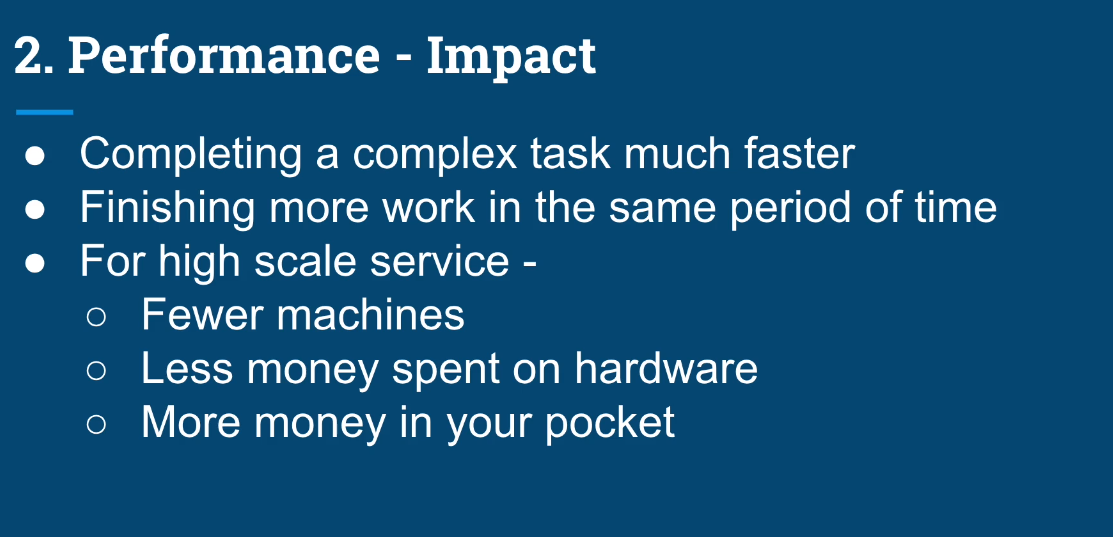 2. Performance - Impact
● Completing a complex task much faster
● Finishing more work in the same period of time
● For high scale service -
○ Fewer machines
○ Less money spent on hardware
○ More money in your pocket